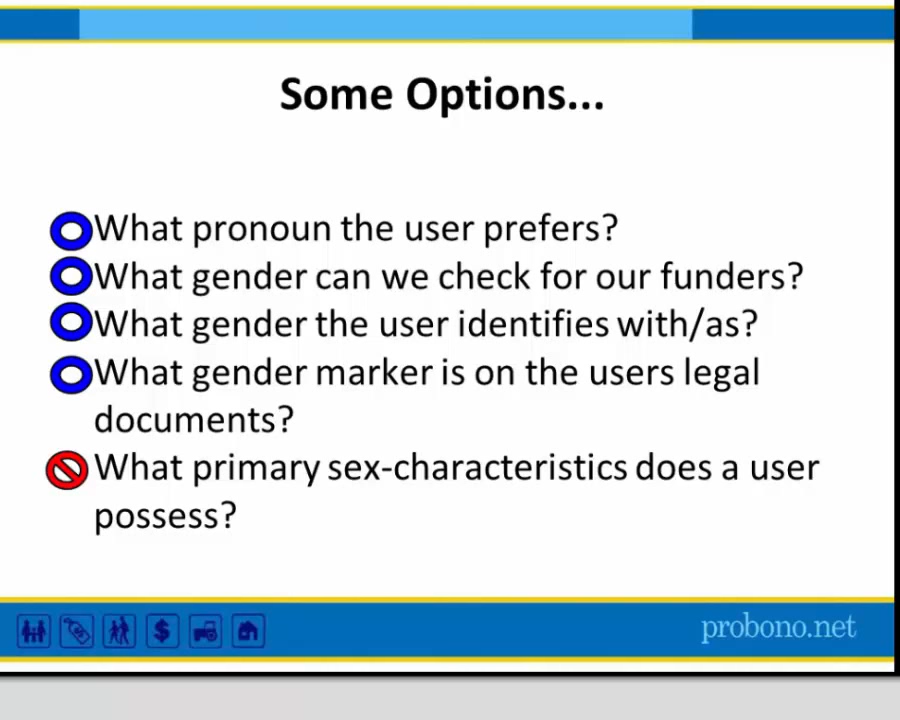 Some Options...
What pronoun the user prefers?
What gender can we check for our funders?
What gender the user identifies with/as?
What gender marker is on the users legal
documents?
What primary sex-characteristics does a user
possess?
$
probono.net